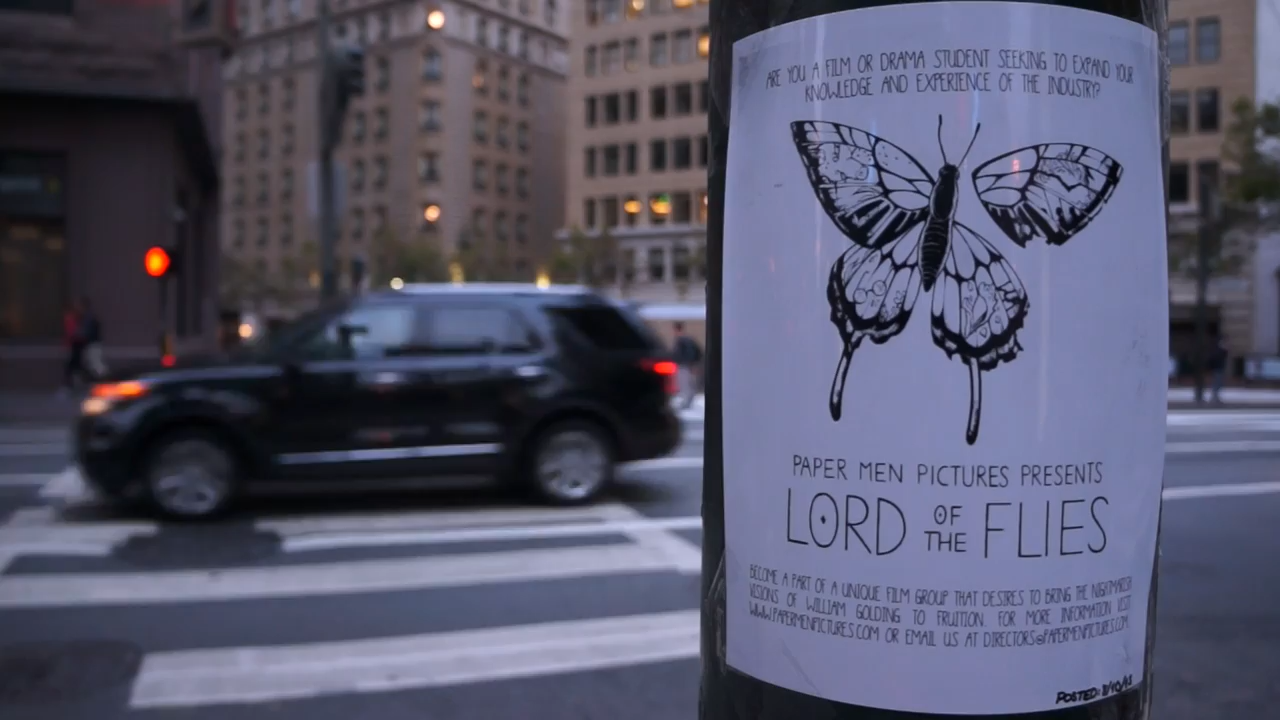 ARE YOU A FILM OR DRAMA STUDENT SEEKING TO EXPAND YOUR
KNOWLEDGE AND EXPERIENCE OF THE INDUSTRY?
PAPER MEN PICTURES PRESENTS
LORD OF THE FLIES
BECOME A PART OF A UNIQUE FILM GROUP THAT DESIRES TO BRING THE NIGHTMARISH
VISIONS OF WILLIAM GOLDING TO FRUITION. FOR MORE INFORMATION VISIT
WWW.PAPERMENPICTURES.COM OR EMAIL US AT DIRECTORS@PAPERMENPICTURES.COM.
POSTED: